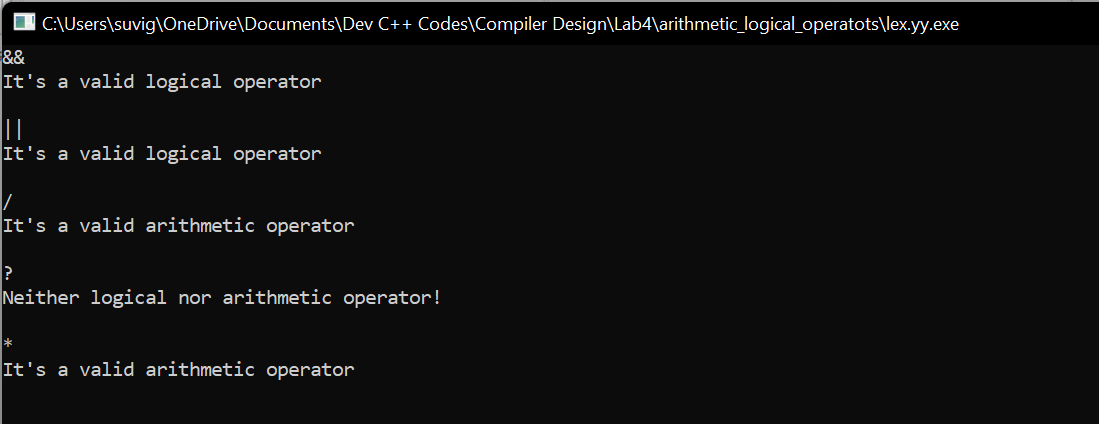 C:\Users\suvig\OneDrive\Documents\Dev C++ Codes\Compiler Design\Lab4\arithmetic_logical_operatots\lex.yy.exe
&&
It's a valid logical operator
||
It's a valid logical operator
/
It's a valid arithmetic operator
?
Neither logical nor arithmetic operator!
*
It's a valid arithmetic operator